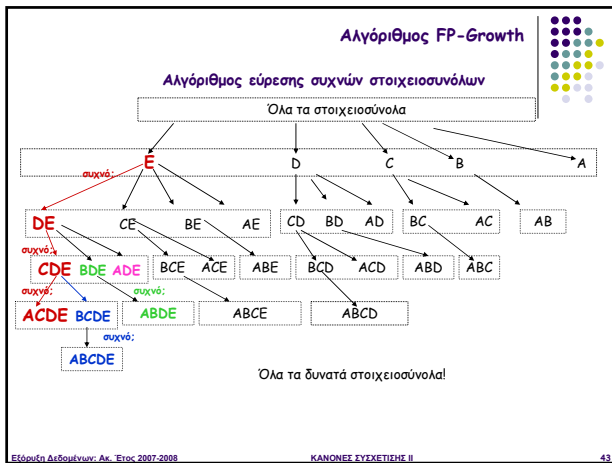 Αλγόριθμος FP-Growth
Αλγόριθμος εύρεσης συχνών στοιχειοσυνόλων
Όλα τα στοιχειοσύνολα
E D C B A
συχνό;
DE CE BE AE CD BD AD BC AC AB
συχνό;
CDE BDE ADE BCE ACE ABE BCD ACD ABD ABC
συχνό; συχνό;
ACDE BCDE ABDE ABCE ABCD
συχνό;
ABCDE
Όλα τα δυνατά στοιχειοσύνολα!
Εξόρυξη Δεδομένων: Ακ. Έτος 2007-2008 ΚΑΝΟΝΕΣ ΣΥΣΧΕΤΙΣΗΣ II 43